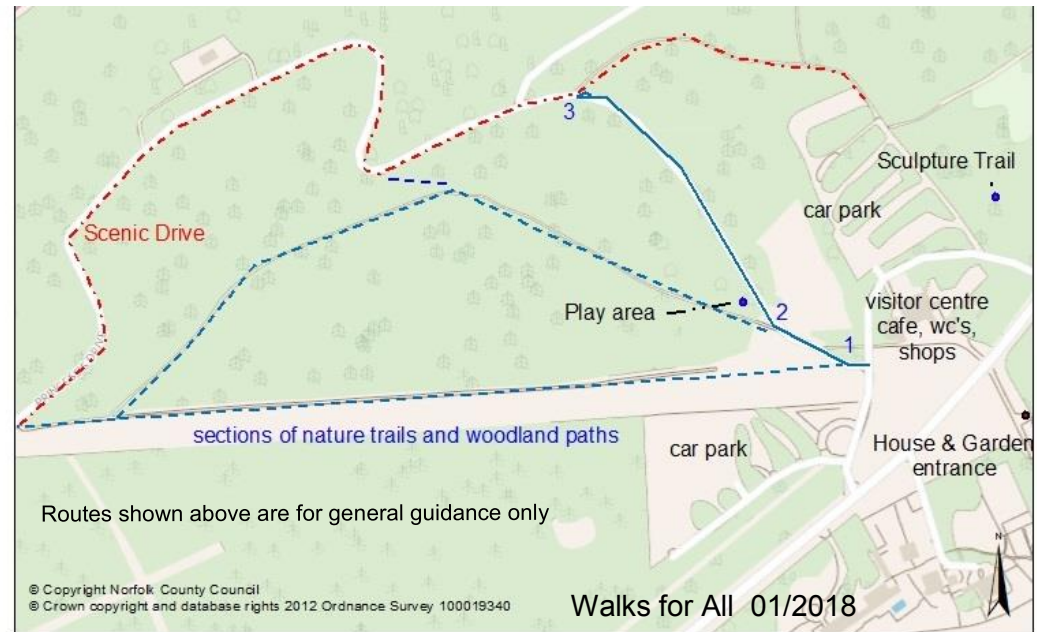 3
Sculpture Trail
car park
Scenic Drive
Play area
2
visitor centre
cafe, wc's,
shops
1
sections of nature trails and woodland paths
car park
House & Garden
entrance
Routes shown above are for general guidance only
N
© Copyright Norfolk County Council
© Crown copyright and database rights 2012 Ordnance Survey 100019340
Walks for All 01/2018